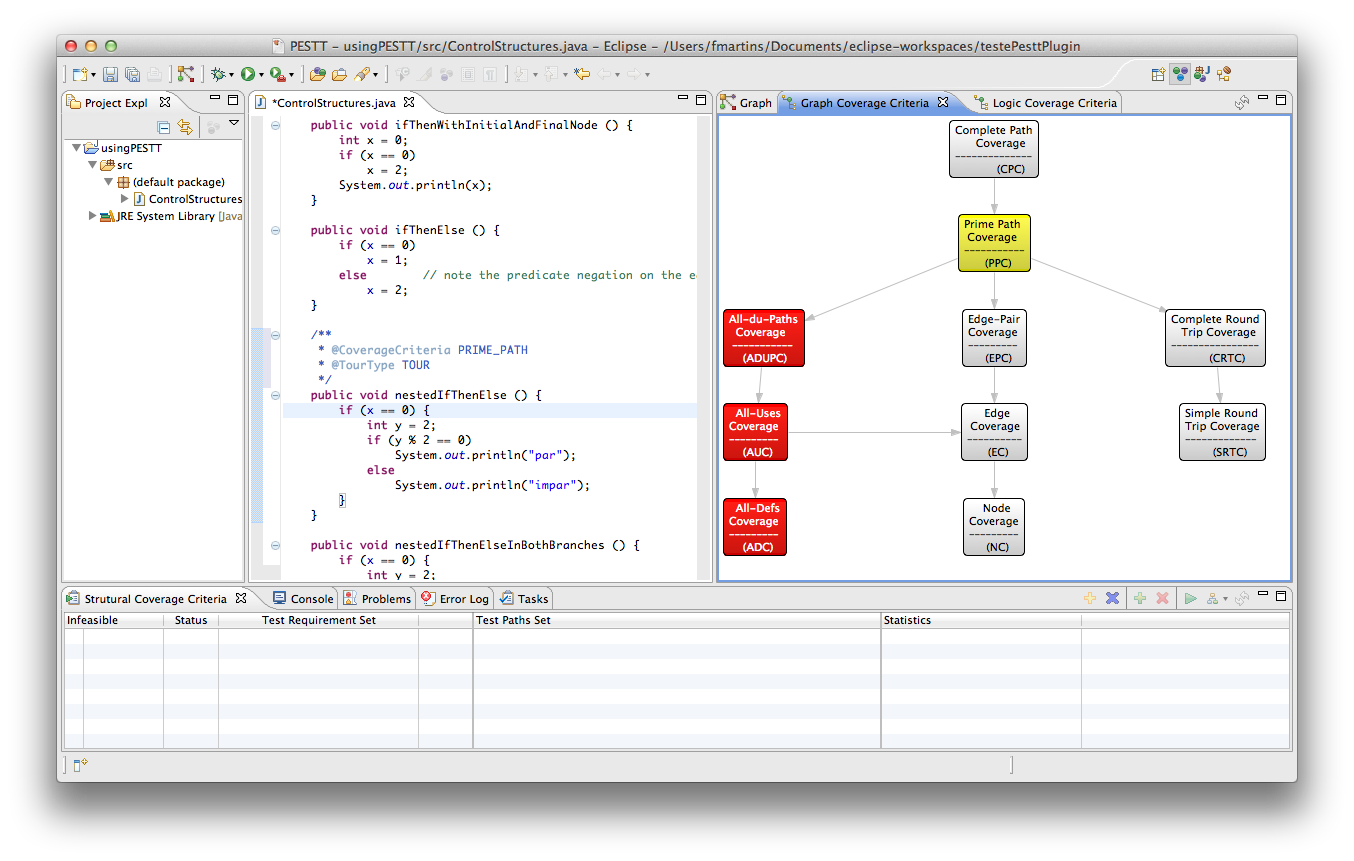 PESTT – usingPESTT/src/ControlStructures.java – Eclipse – /Users/fmartins/Documents/eclipse-workspaces/testePesttPlugin
Project Expl
usingPESTT
src
(default package)
ControlStructures
JRE System Library [Java
*ControlStructures.java
public void ifThenWithInitialAndFinalNode () {
int x = 0;
if (x == 0)
x = 2;
System.out.println(x);
}
public void ifThenElse () {
if (x == 0)
x = 1;
else // note the predicate negation on the e
x = 2;
}
/**
* @CoverageCriteria PRIME_PATH
* @TourType TOUR
*/
public void nestedIfThenElse () {
if (x == 0) {
int y = 2;
if (y % 2 == 0)
System.out.println("par");
else
System.out.println("impar");
}
}
public void nestedIfThenElseInBothBranches () {
if (x == 0) {
int y = 2;
Graph
Graph Coverage Criteria
Logic Coverage Criteria
Complete Path
Coverage
--------------
(CPC)
Prime Path
Coverage
-----------
(PPC)
All-du-Paths
Coverage
-----------
(ADUPC)
Edge-Pair
Coverage
---------
(EPC)
Complete Round
Trip Coverage
-------------
(CRTC)
All-Uses
Coverage
---------
(AUC)
Edge
Coverage
----------
(EC)
Simple Round
Trip Coverage
-------------
(SRTC)
All-Defs
Coverage
---------
(ADC)
Node
Coverage
---------
(NC)
Strutural Coverage Criteria
Console
Problems
Error Log
Tasks
Infeasible
Status
Test Requirement Set
Test Paths Set
Statistics